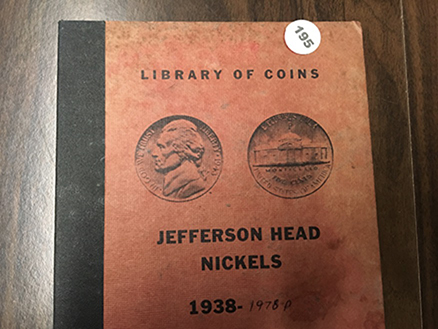 195
LIBRARY OF COINS
JEFFERSON HEAD
NICKELS
1938-1978-P